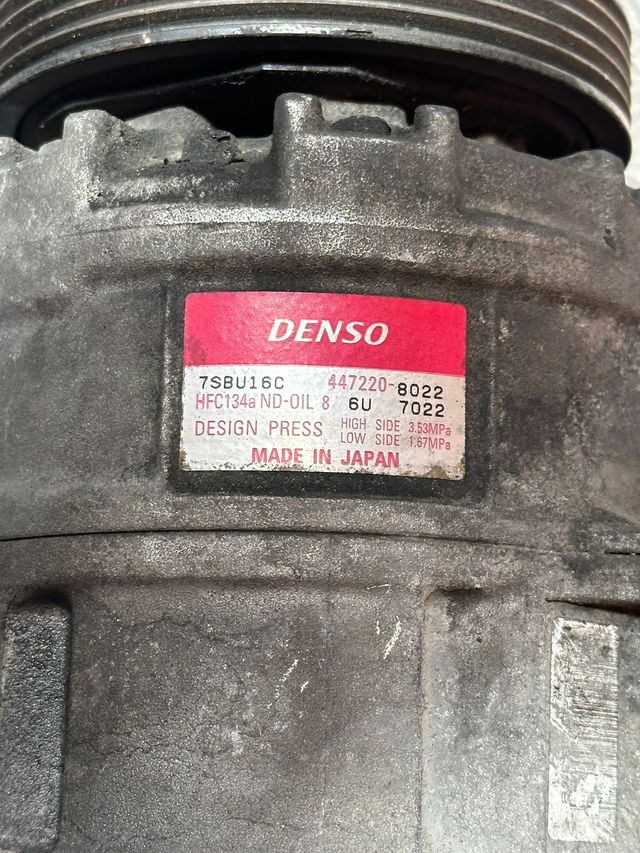 DENSO
7SBU16C 447220-8022
HFC134a ND-OIL 8 6U 7022
DESIGN PRESS HIGH SIDE 3.53MPa
LOW SIDE 1.67MPa
MADE IN JAPAN